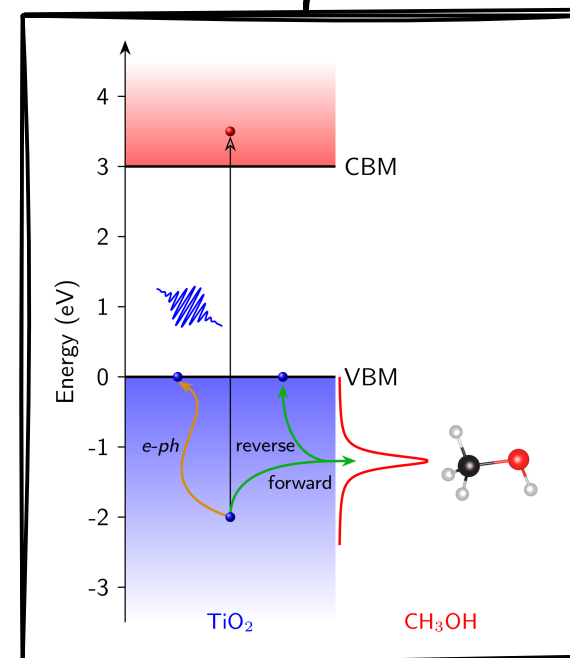 4
CBM
3
2
Energy (eV)
1
0
VBM
e-ph
reverse
-1
forward
-2
-3
TiO₂
CH₃OH